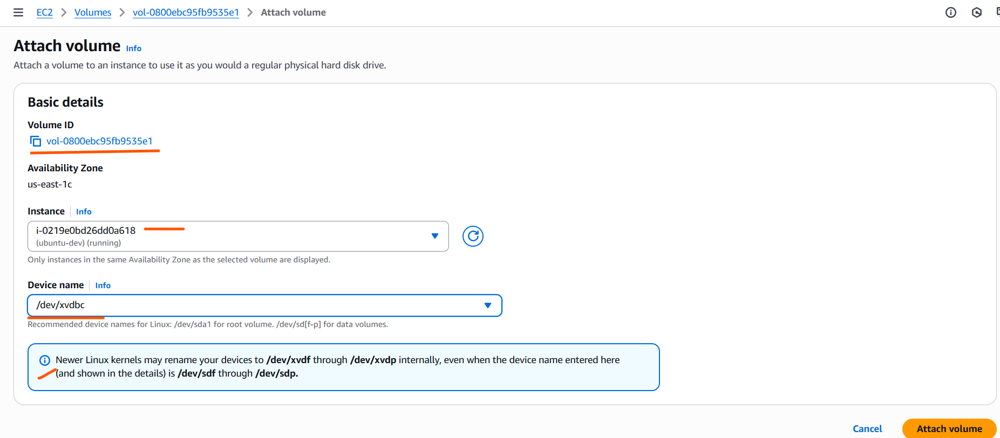 EC2 > Volumes > vol-0800ebc95fb9535e1 > Attach volume
Attach volume Info
Attach a volume to an instance to use it as you would a regular physical hard disk drive.
Basic details
Volume ID
vol-0800ebc95fb9535e1
Availability Zone
us-east-1c
Instance Info
i-0219e0bd26dd0a618
(ubuntu-dev) (running)
Only instances in the same Availability Zone as the selected volume are displayed.
Device name Info
/dev/xvdbc
Recommended device names for Linux: /dev/sda1 for root volume. /dev/sd[f-p] for data volumes.
Newer Linux kernels may rename your devices to /dev/xvdf through /dev/xvdp internally, even when the device name entered here
(and shown in the details) is /dev/sdf through /dev/sdp.
Cancel Attach volume